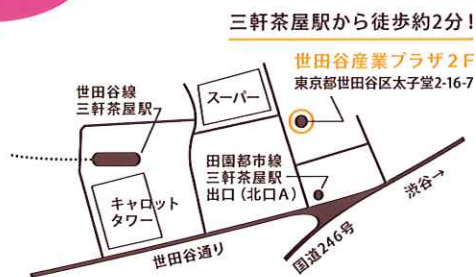 三軒茶屋駅から徒歩約2分！
世田谷産業プラザ２F
東京都世田谷区太子堂2-16-7
世田谷線
三軒茶屋駅
スーパー
田園都市線
三軒茶屋駅
出口（北口A）
キャロット
タワー
渋谷→
世田谷通り
国道246号